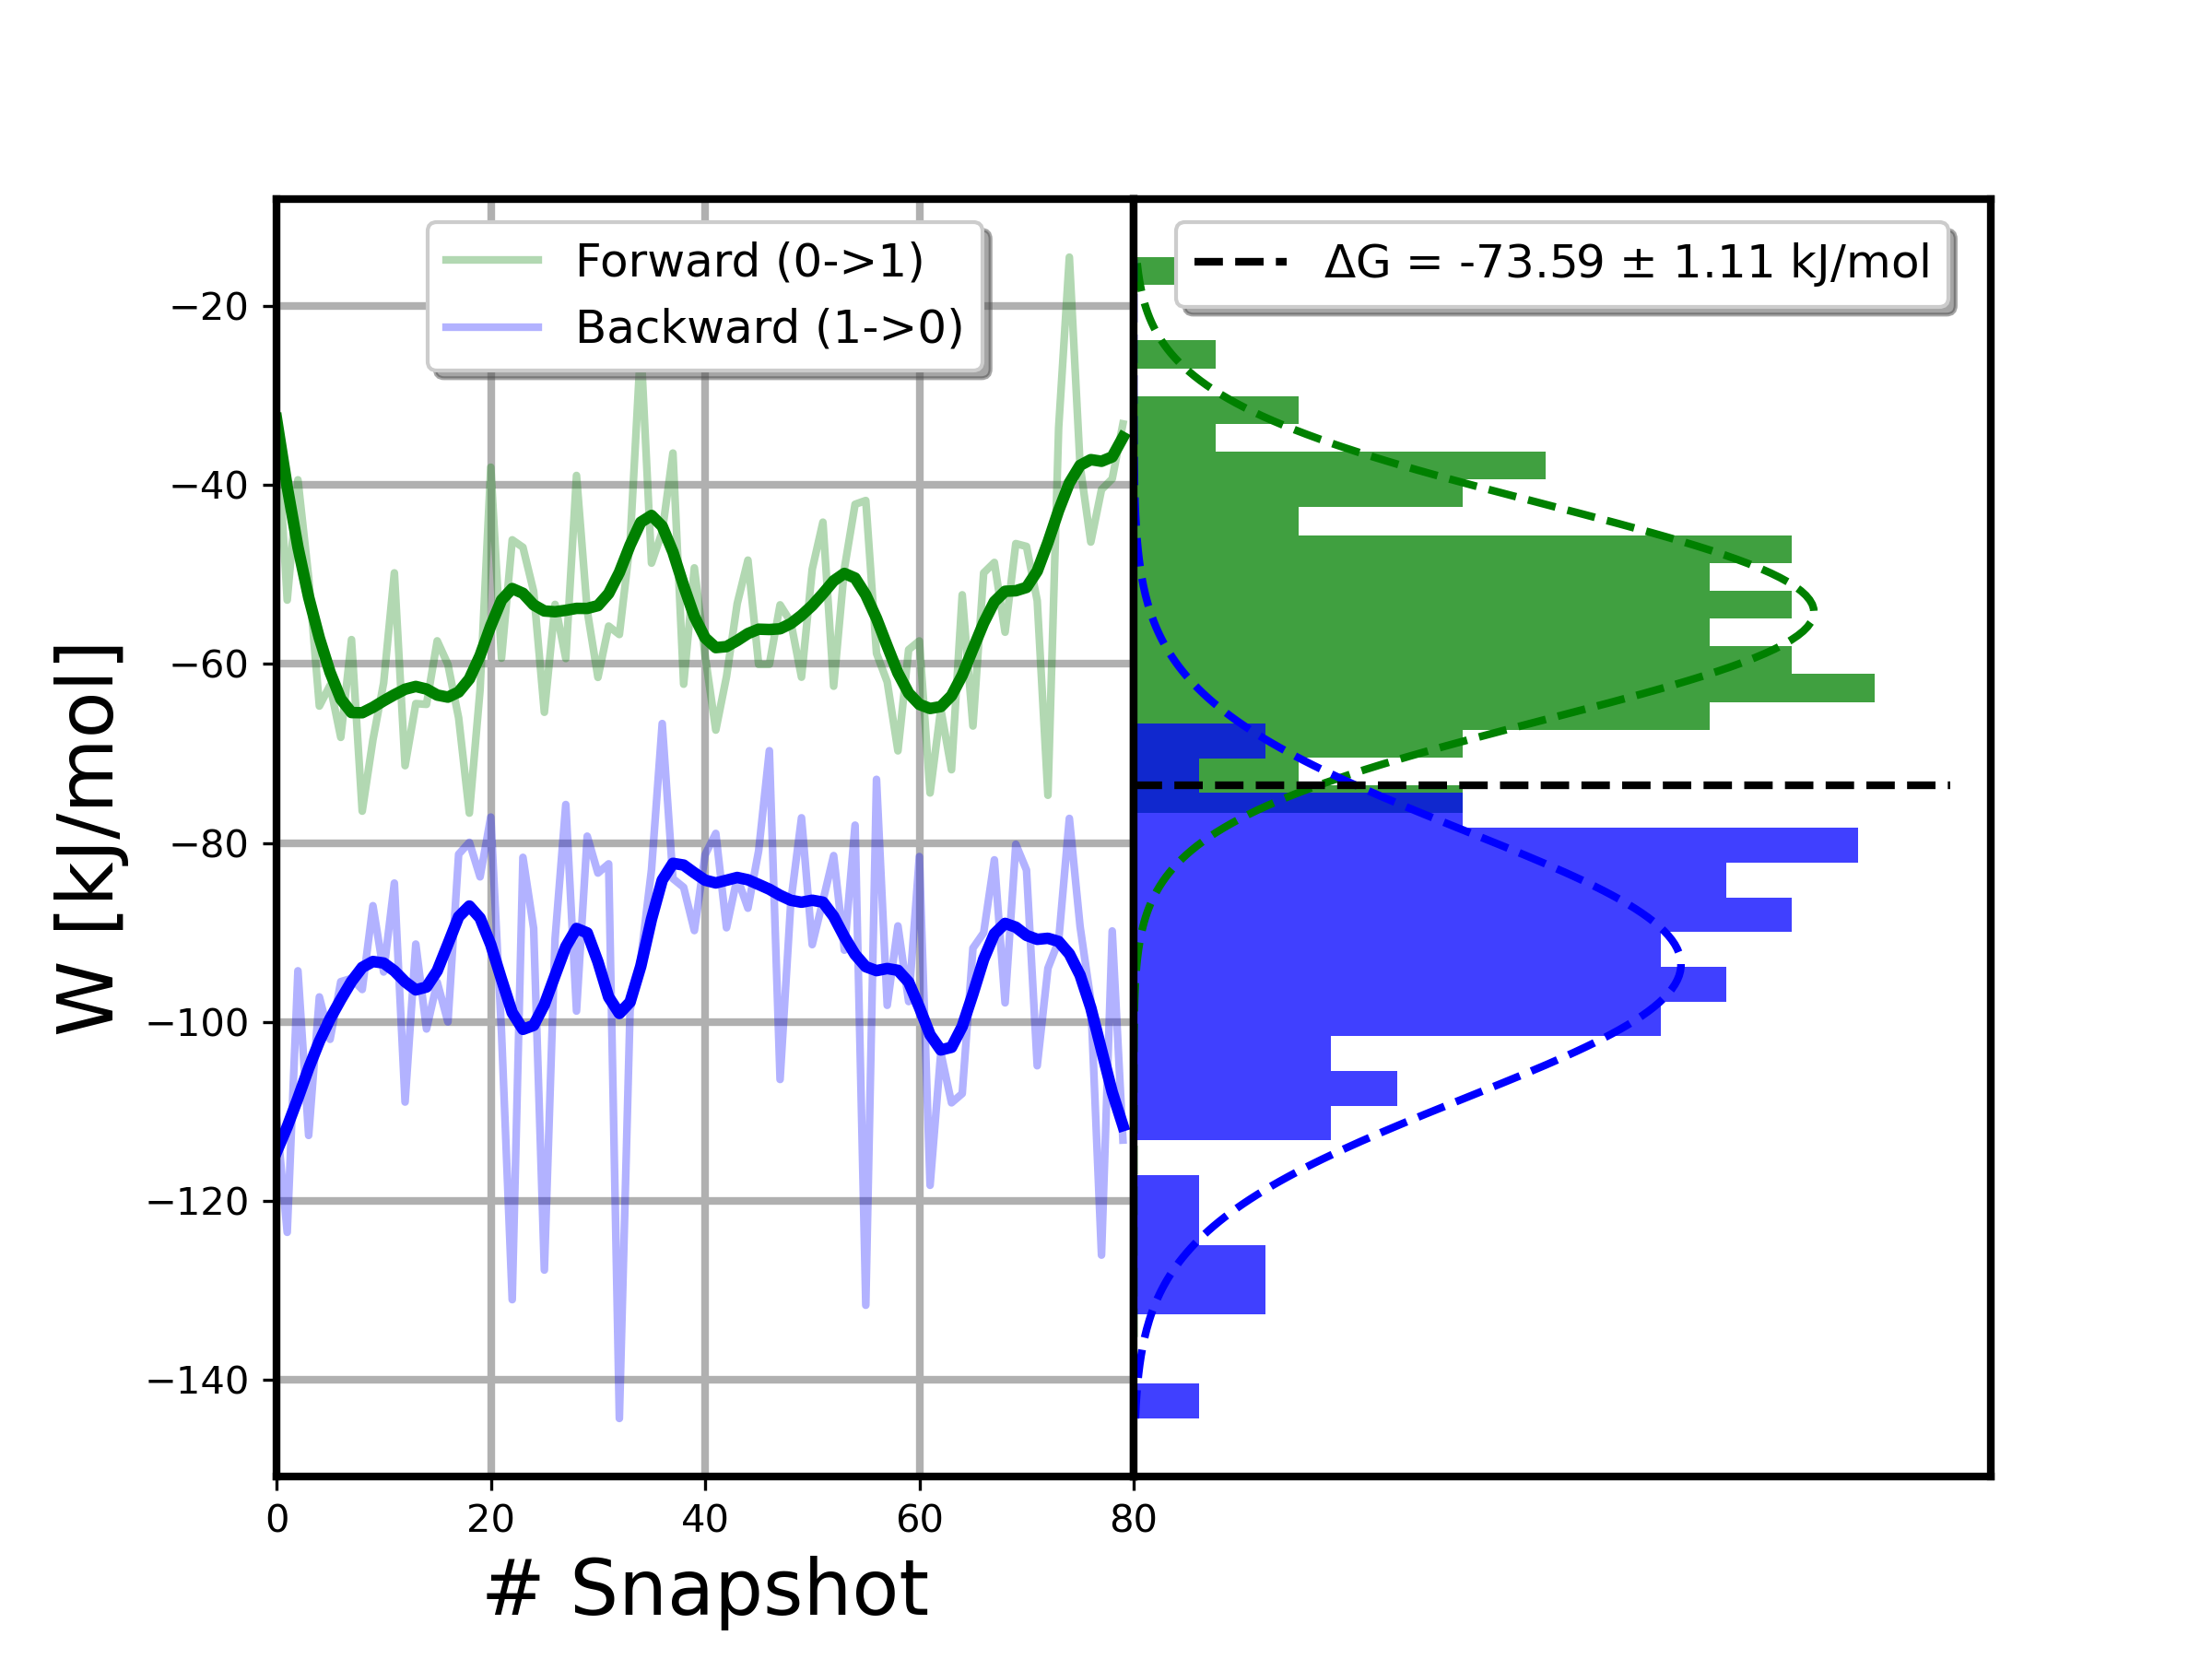 Forward (0->1)
Backward (1->0)
ΔG = -73.59 ± 1.11 kJ/mol
−20
−40
−60
−80
−100
−120
−140
W [kJ/mol]
0 20 40 60 80
# Snapshot